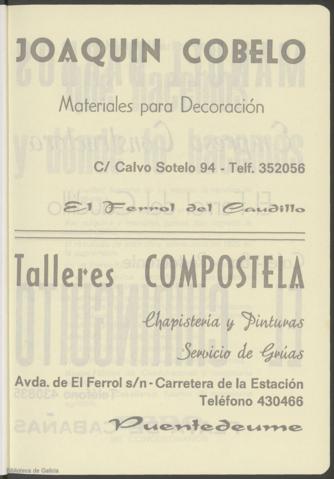 JOAQUIN COBELO
Materiales para Decoración
C/ Calvo Sotelo 94 - Telf. 352056
El Ferrol del Caudillo
Talleres COMPOSTELA
Chapistería y Pinturas
Servicio de Grúas
Avda. de El Ferrol s/n - Carretera de la Estación
Teléfono 430466
Puentedeume
Biblioteca de Galicia